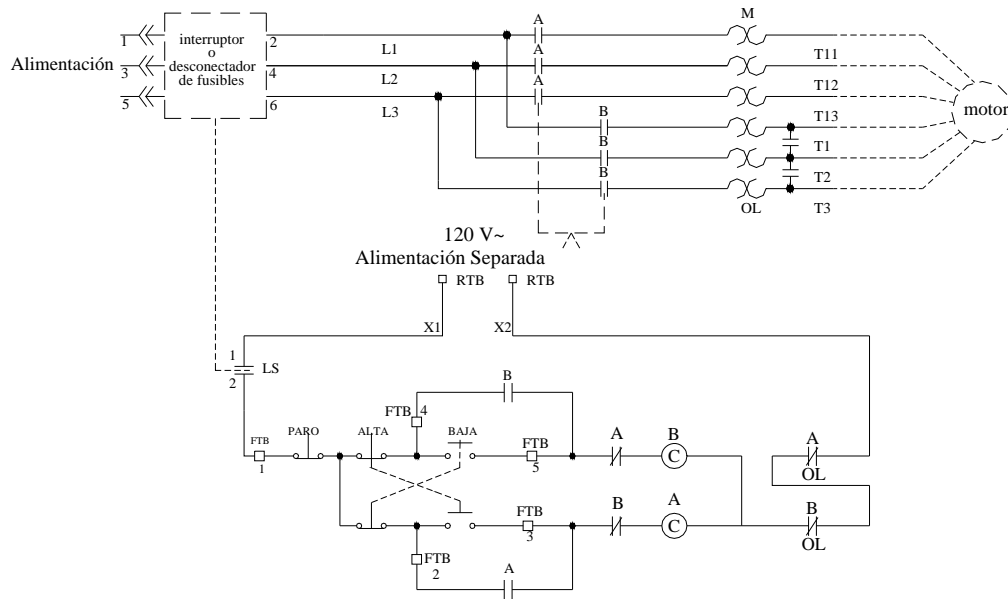 A
M
1
interruptor
2
o
L1
A
Alimentación
3
desconectador
4
T11
de fusibles
L2
A
T12
5
6
L3
B
T13
motor
B
T1
B
T2
OL
T3
120 V~
Alimentación Separada
RTB
RTB
X1
X2
1
LS
2
B
FTB
4
PARO
ALTA
BAJA
FTB
A
B
A
FTB
C
1
5
OL
B
A
B
FTB
C
3
OL
FTB
2
A